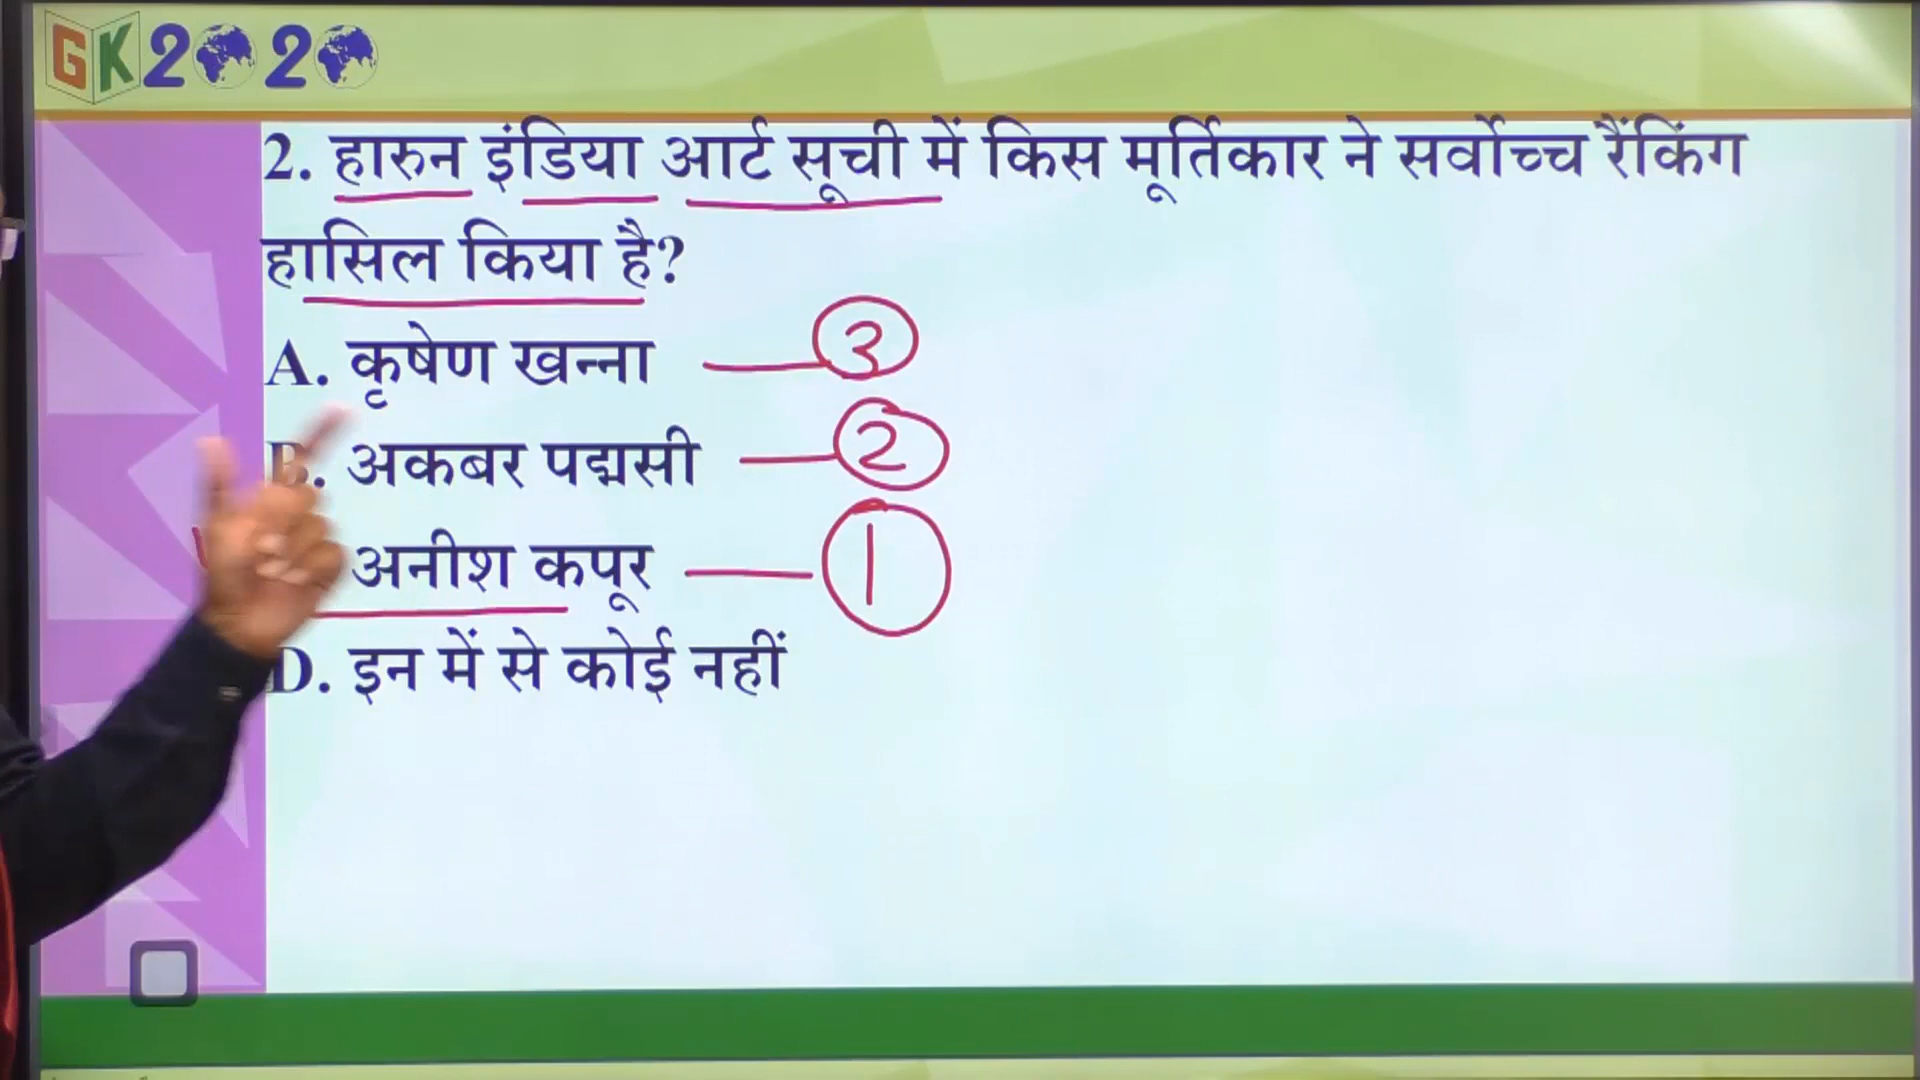 GK2020
2. हारुन इंडिया आर्ट सूची में किस मूर्तिकार ने सर्वोच्च रैंकिंग
हासिल किया है?
A. कृषेण खन्ना 3
B. अकबर पद्मसी 2
अनीश कपूर 1
D. इन में से कोई नहीं